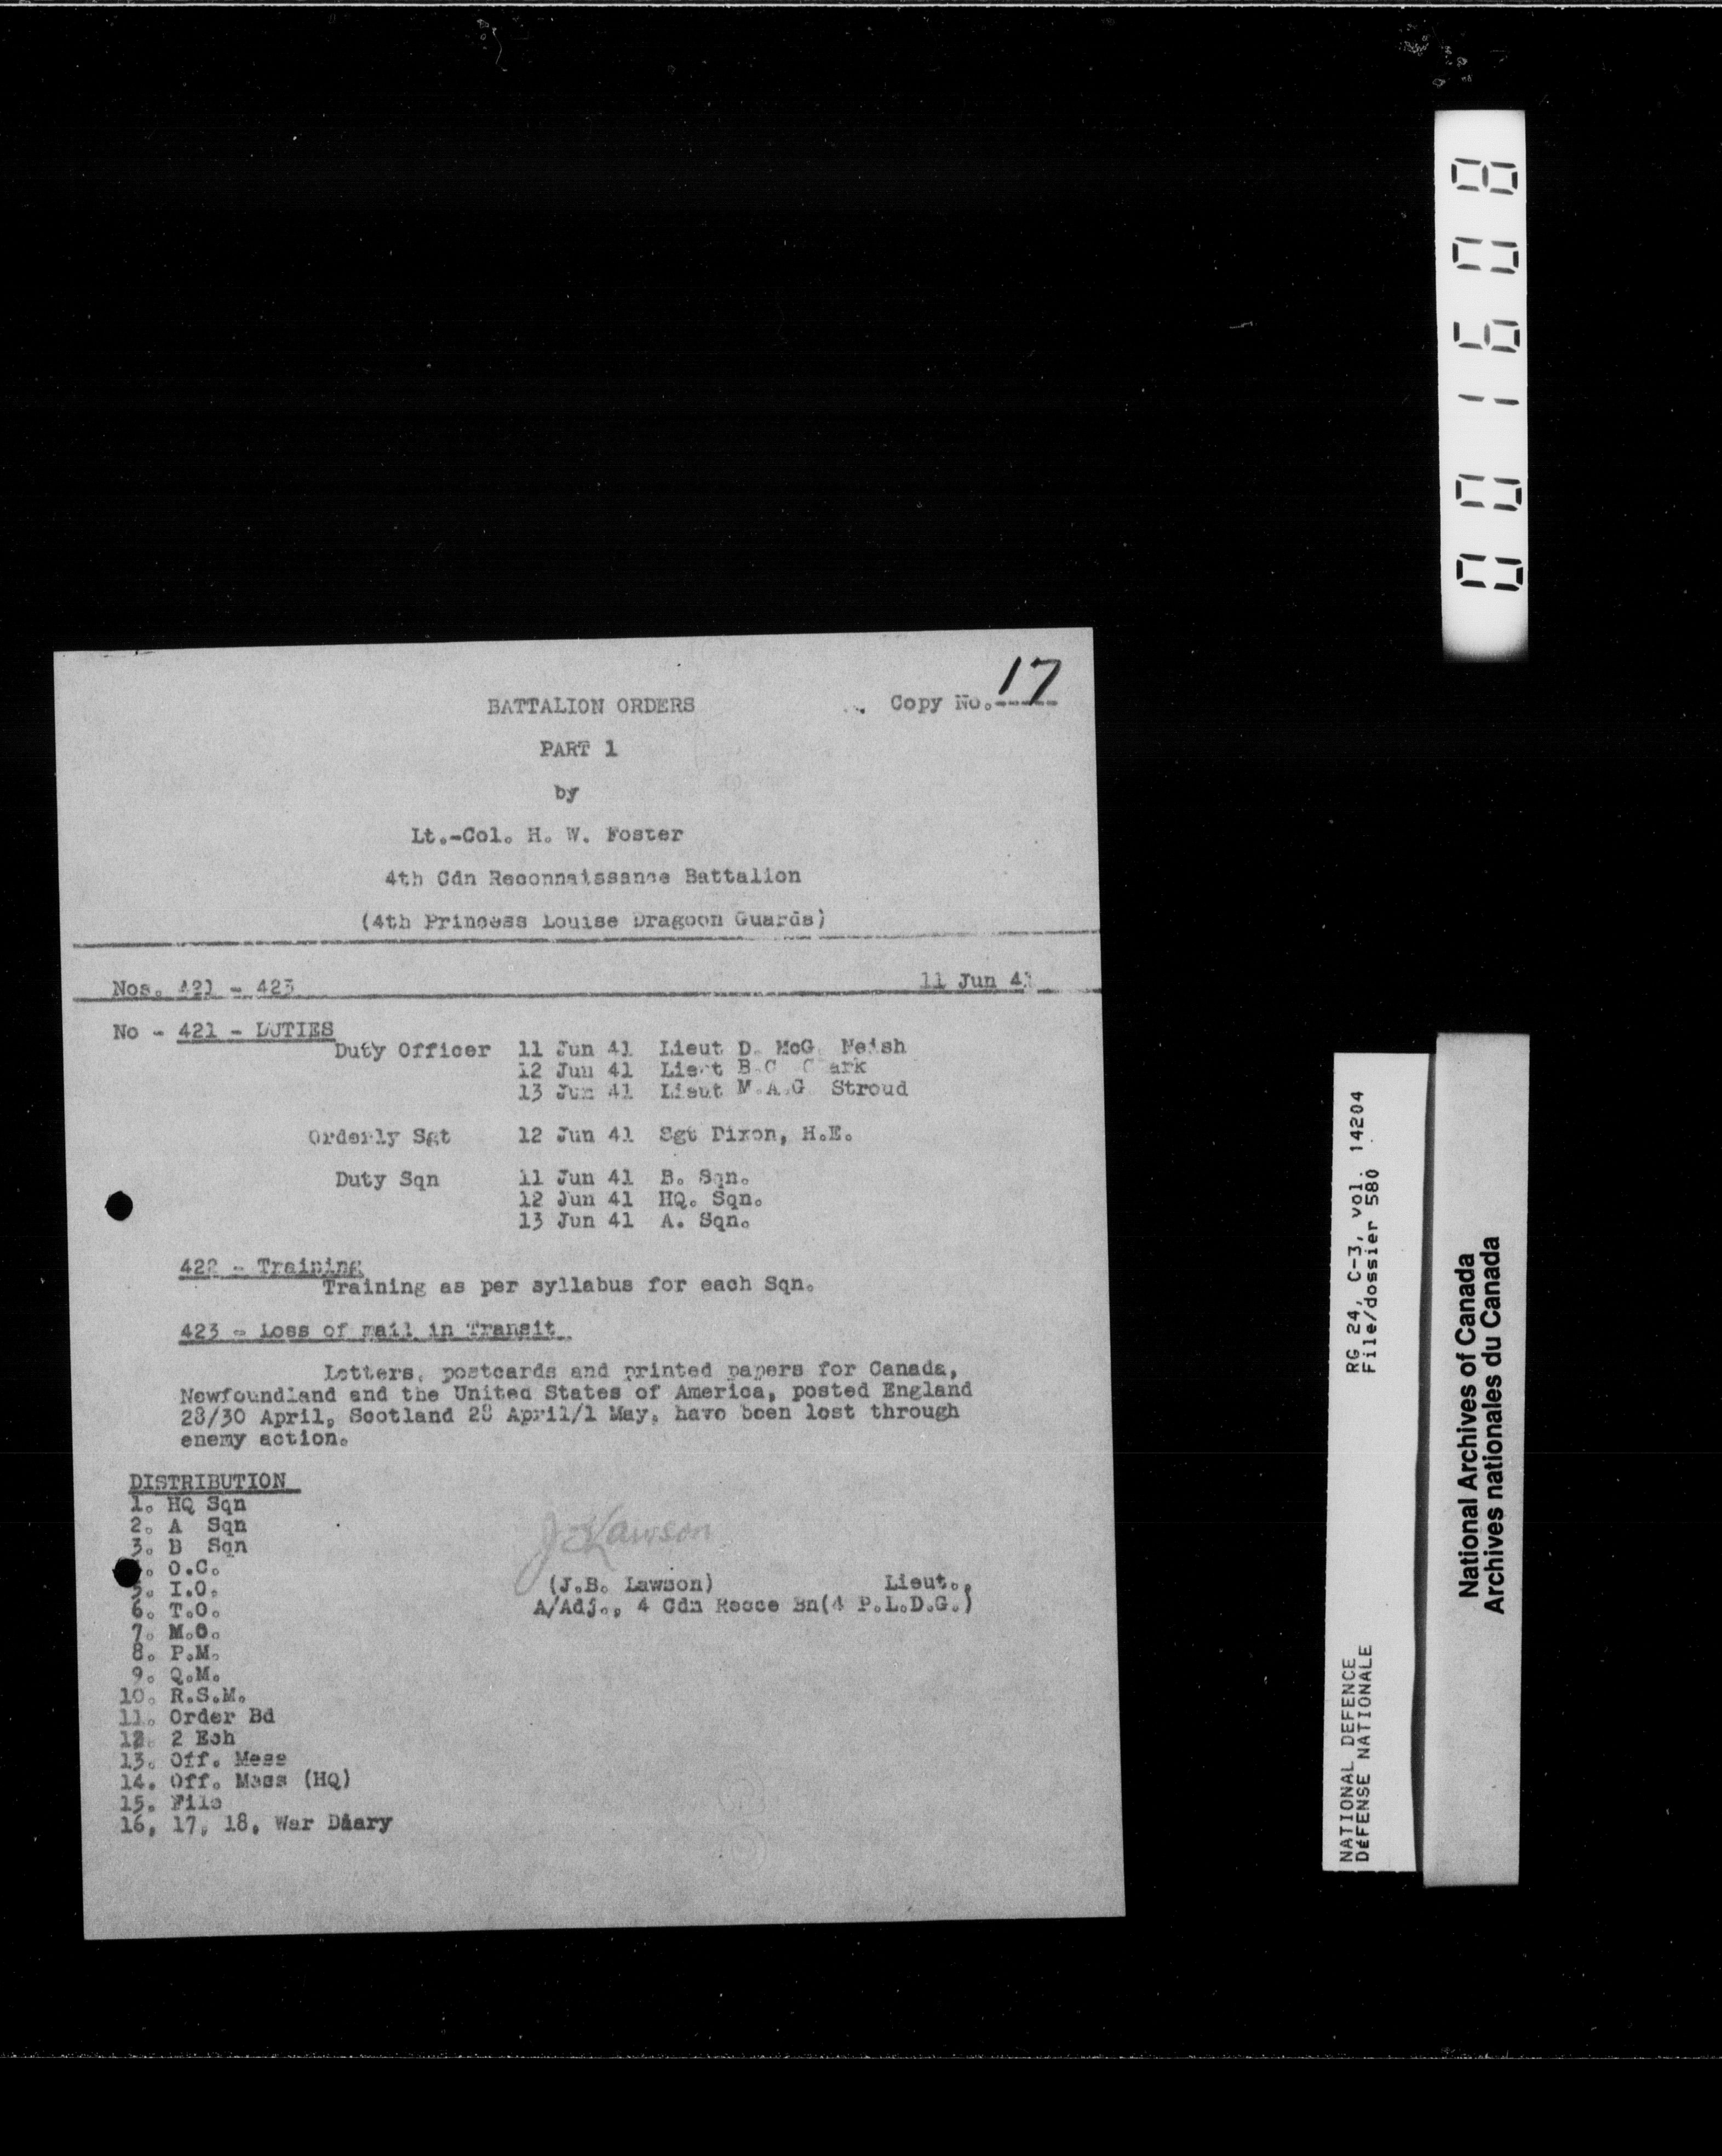 BATTALION ORDERS
Copy No. 17
PART 1
by
Lt.-Col. H. W. Foster
4th Cdn Reconnaissance Battalion
(4th Princess Louise Dragoon Guards)
Nos. 421 - 423
11 Jun 41
No - 421 - DUTIES
Duty Officer 11 Jun 41 Lieut D. McG. Neish
12 Jun 41 Lieut B.C. Clark
13 Jun 41 Lieut M.A.G. Stroud
Orderly Sgt 12 Jun 41 Sgt Dixon, H.E.
Duty Sqn 11 Jun 41 B. Sqn.
12 Jun 41 HQ. Sqn.
13 Jun 41 A. Sqn.
422 - Training
Training as per syllabus for each Sqn.
423 - Loss of mail in Transit
Letters, postcards and printed papers for Canada,
Newfoundland and the United States of America, posted England
28/30 April, Scotland 28 April/1 May, have been lost through
enemy action.
DISTRIBUTION
1. HQ Sqn
2. A Sqn
3. B Sqn
. O.C.
5. I.O.
6. T.O.
7. M.O.
8. P.M.
9. Q.M.
10. R.S.M.
11. Order Bd
12. 2 Ech
13. Off. Mess
14. Off. Mess (HQ)
15. File
16, 17, 18, War Diary
JBLawson
(J.B. Lawson) Lieut.,
A/Adj., 4 Cdn Recce Bn(4 P.L.D.G.)
001608
RG 24, C-3, vol. 14204
File/dossier 580
NATIONAL DEFENCE
DéFENSE NATIONALE
National Archives of Canada
Archives nationales du Canada